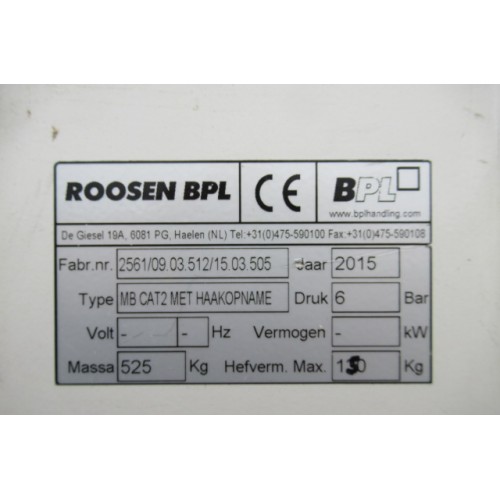 ROOSEN BPL CE BPL
www.bplhandling.com
De Giesel 19A, 6081 PG, Haelen (NL) Tel:+31(0)475-590100 Fax:+31(0)475-590108
Fabr.nr. 2561/09.03.512/15.03.505 Jaar 2015
Type MB CAT2 MET HAAKOPNAME Druk 6 Bar
Volt - - Hz Vermogen - kW
Massa 525 Kg Hefverm. Max. Kg